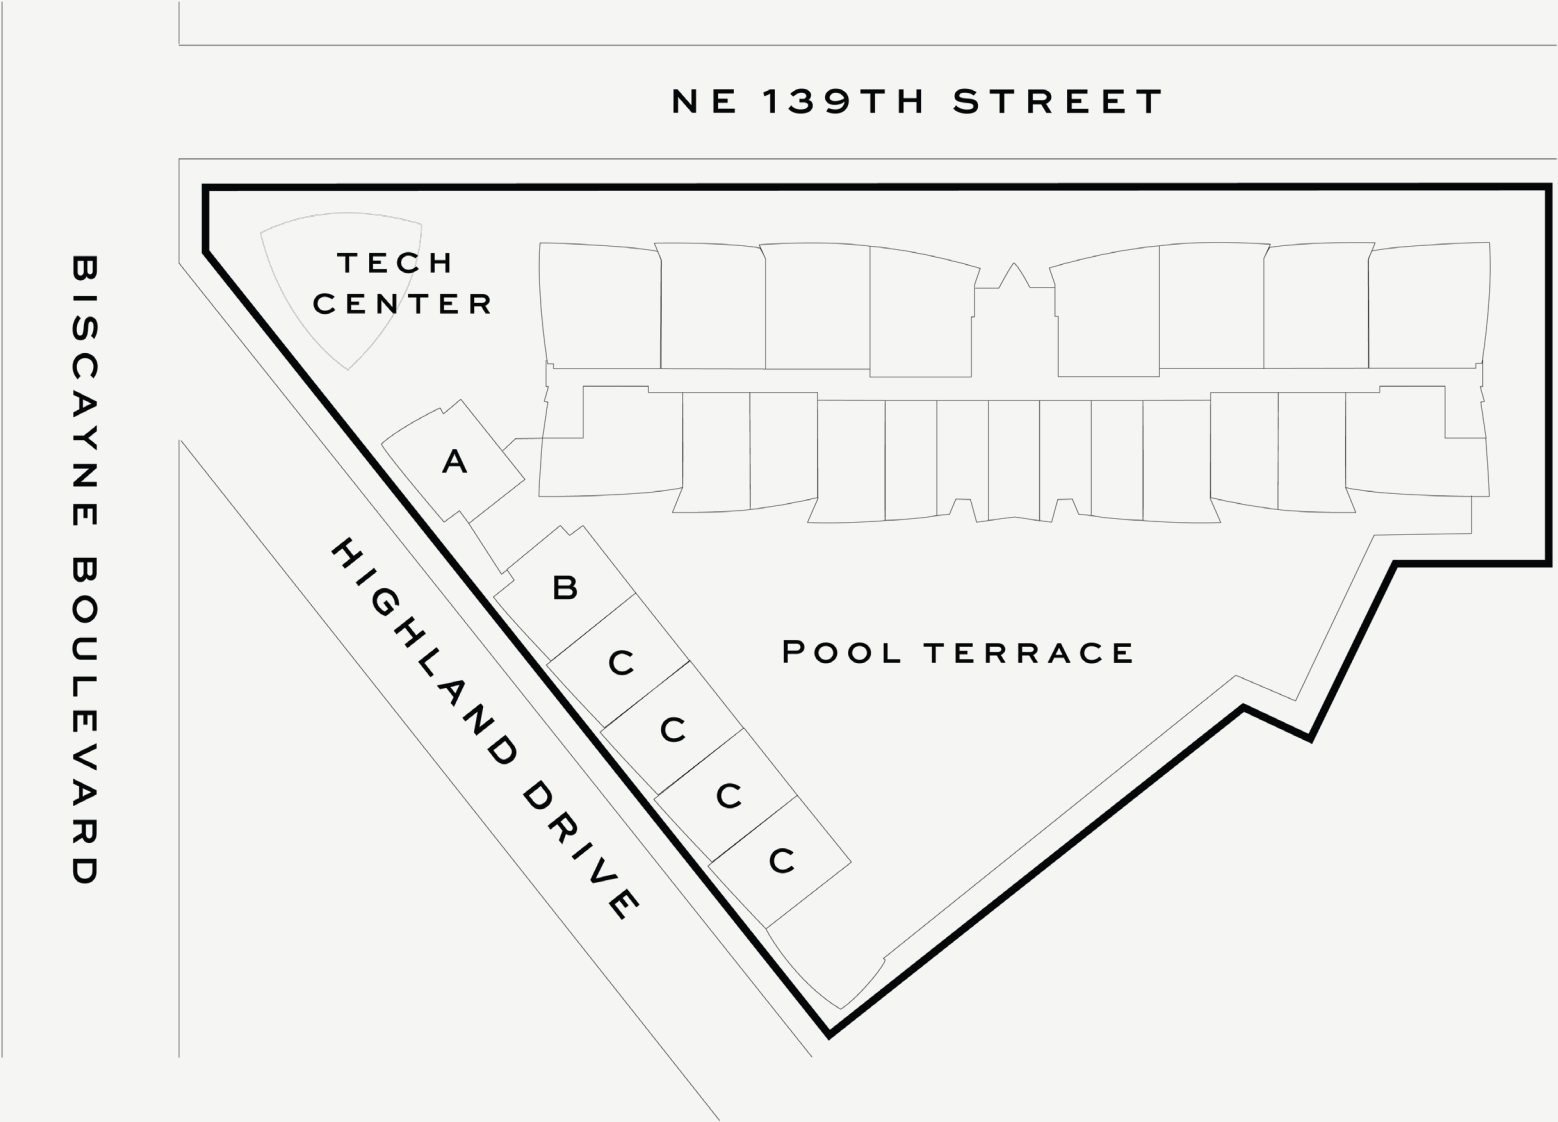 NE 139TH STREET
TECH
CENTER
BISCAYNE BOULEVARD
A
HIGHLAND DRIVE
B
C
POOL TERRACE
C
C
C